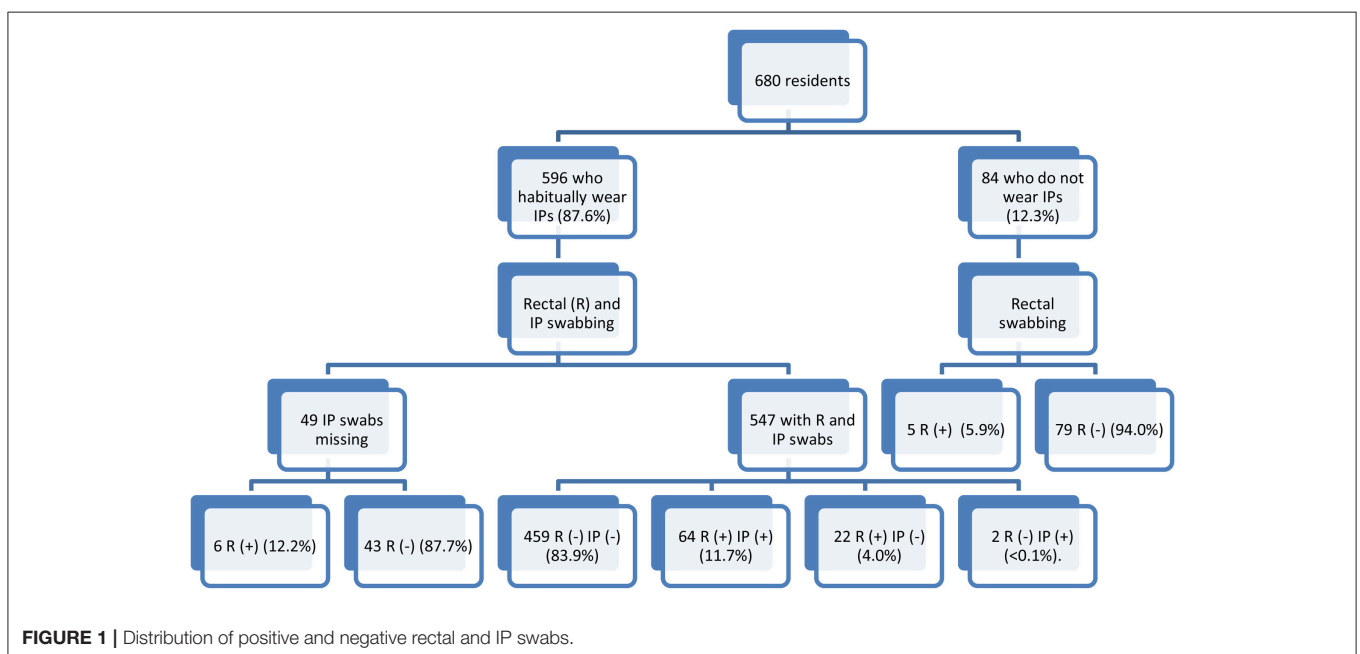 680 residents
596 who
habitually wear
IPs (87.6%)
84 who do not
wear IPs
(12.3%)
Rectal (R) and
IP swabbing
Rectal
swabbing
49 IP swabs
missing
547 with R and
IP swabs
5 R (+)  (5.9%)
79 R (-) (94.0%)
6 R (+) (12.2%)
43 R (-) (87.7%)
459 R (-) IP (-)
(83.9%)
64 R (+) IP (+)
(11.7%)
22 R (+) IP (-)
(4.0%)
2 R (-) IP (+)
(<0.1%).
FIGURE 1 | Distribution of positive and negative rectal and IP swabs.